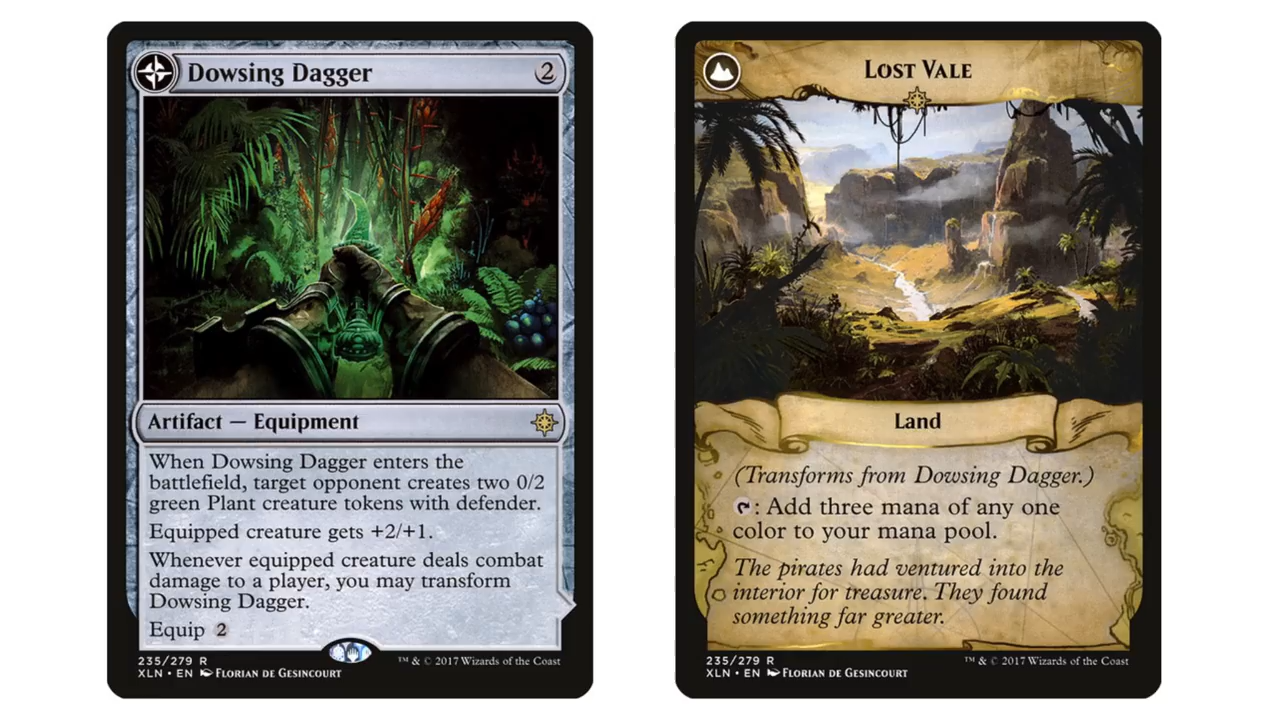 Dowsing Dagger 2
Artifact — Equipment
When Dowsing Dagger enters the
battlefield, target opponent creates two 0/2
green Plant creature tokens with defender.
Equipped creature gets +2/+1.
Whenever equipped creature deals combat
damage to a player, you may transform
Dowsing Dagger.
Equip 2
235/279 R
XLN • EN Florian de Gesincourt
™ & © 2017 Wizards of the Coast
Lost Vale
Land
(Transforms from Dowsing Dagger.)
: Add three mana of any one
color to your mana pool.
The pirates had ventured into the
interior for treasure. They found
something far greater.
235/279 R
XLN • EN Florian de Gesincourt
™ & © 2017 Wizards of the Coast